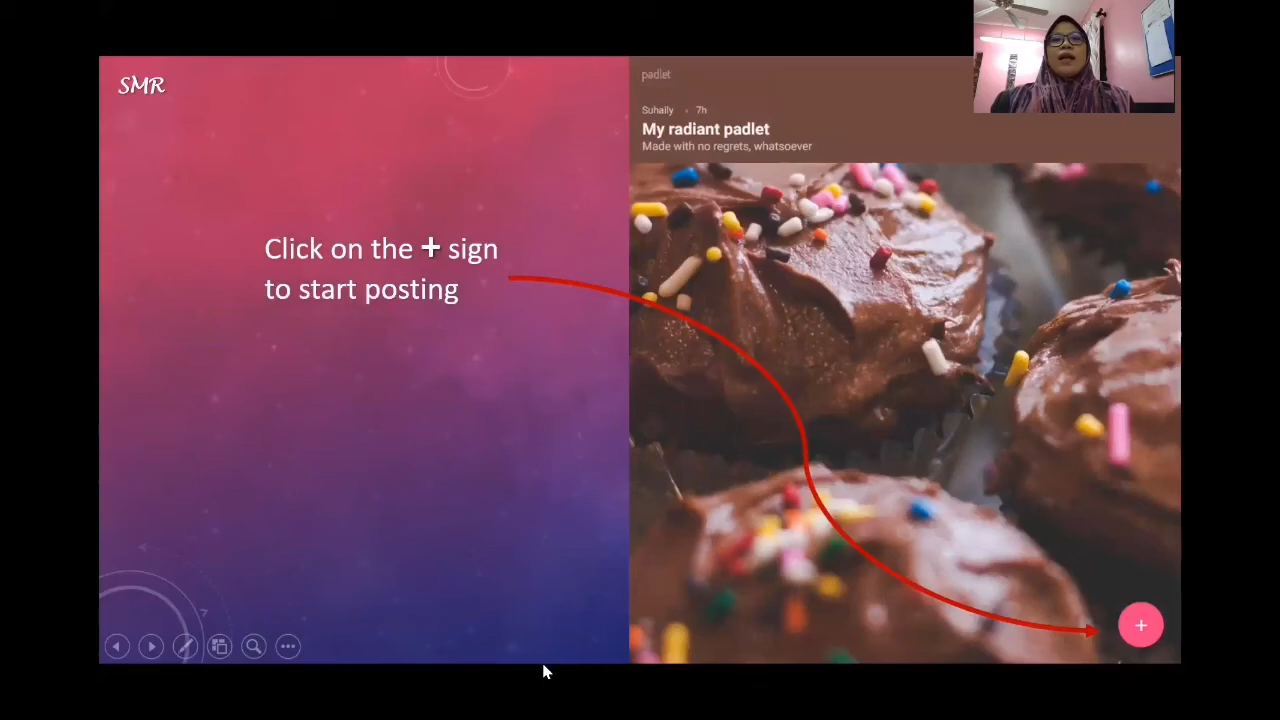 SMR
Click on the + sign
to start posting
padlet
Suhaily • 7h
My radiant padlet
Made with no regrets, whatsoever
+